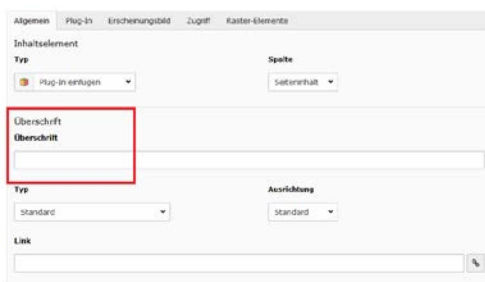 Allgemein Plug-In Erscheinungsbild Zugriff Raster-Elemente
Inhaltselement
Typ Spalte
Plug-In einfügen Seiteninhalt
Überschrift
Überschrift
Typ Ausrichtung
Standard Standard
Link